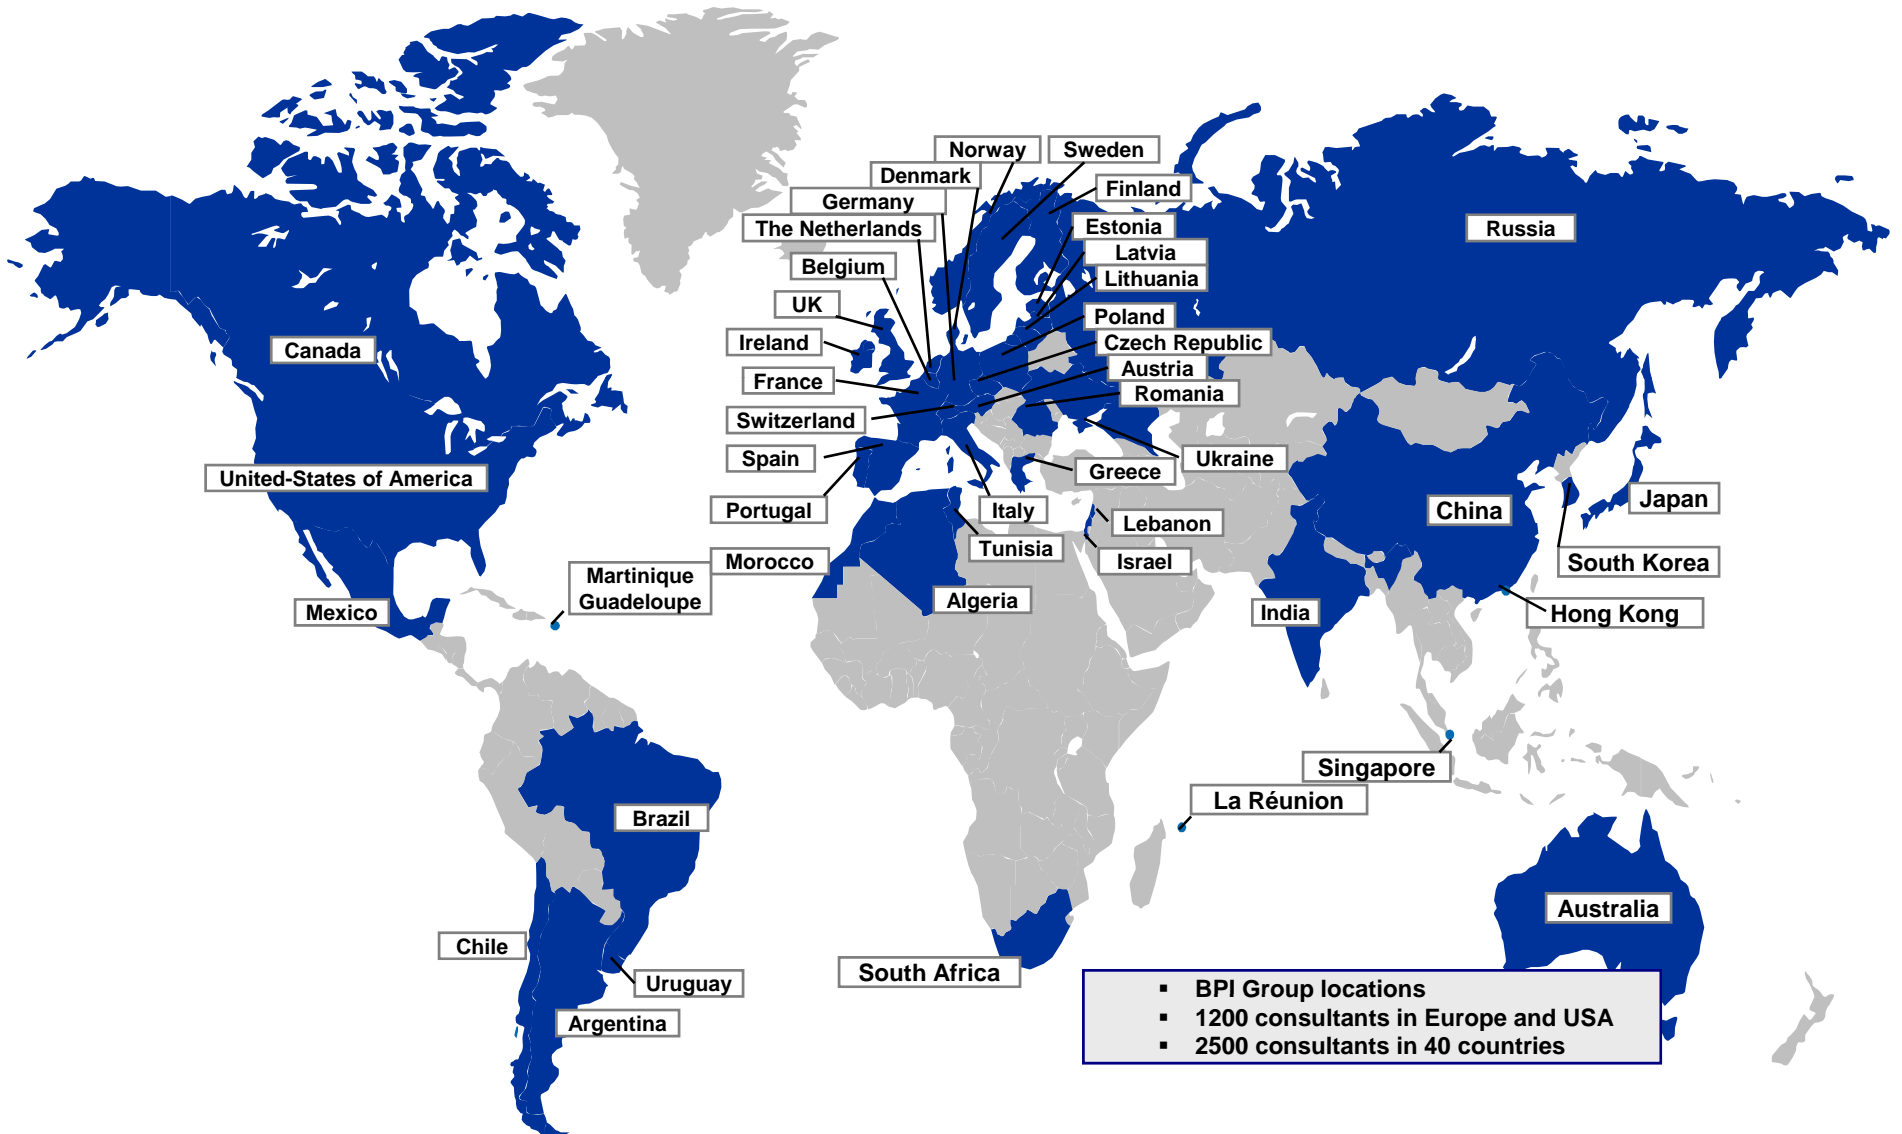 Norway
Sweden
Denmark
Finland
Germany
The Netherlands
Estonia
Russia
Latvia
Belgium
Lithuania
UK
Poland
Ireland
Czech Republic
Canada
Austria
France
Romania
Switzerland
Spain
Ukraine
Greece
United-States of America
Portugal
Italy
Lebanon
China
Japan
Tunisia
Morocco
Israel
South Korea
Martinique
Guadeloupe
Algeria
Mexico
India
Hong Kong
Singapore
La Réunion
Brazil
Australia
Chile
South Africa
Uruguay
Argentina
▪ BPI Group locations
▪ 1200 consultants in Europe and USA
▪ 2500 consultants in 40 countries